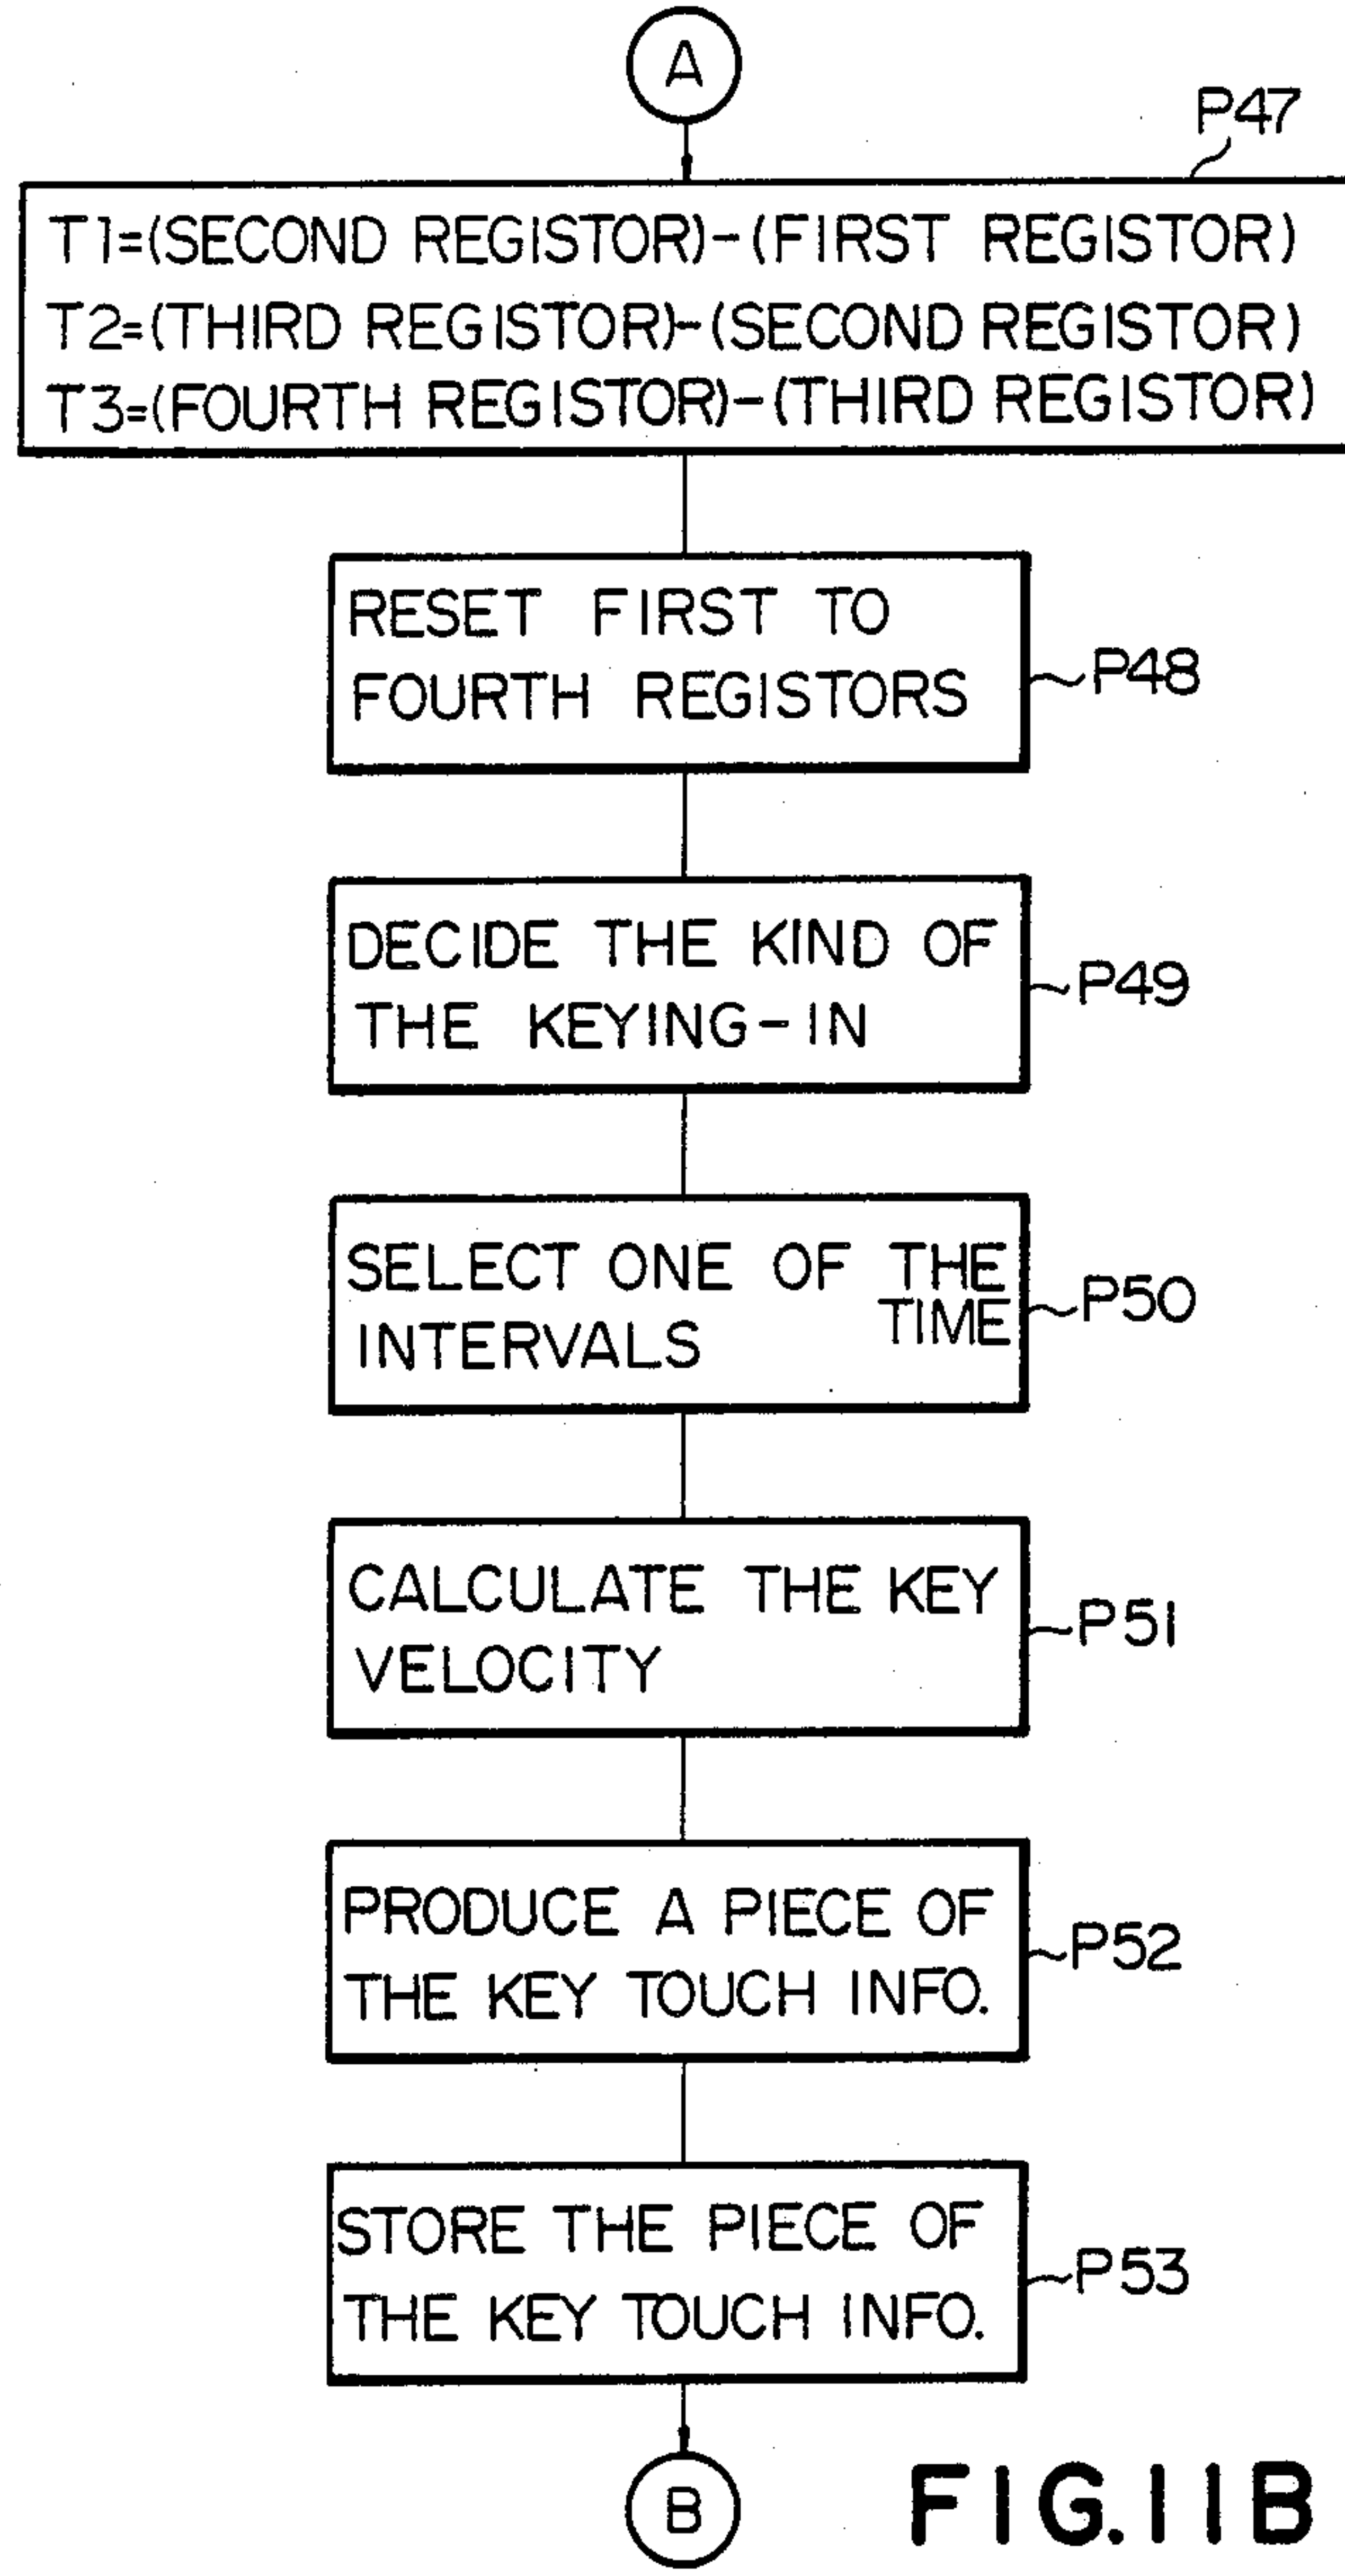 A
P47
T1=(SECOND REGISTOR)-(FIRST REGISTOR)
T2=(THIRD REGISTOR)-(SECOND REGISTOR)
T3=(FOURTH REGISTOR)-(THIRD REGISTOR)
RESET FIRST TO
FOURTH REGISTORS
P48
DECIDE THE KIND OF
THE KEYING-IN
P49
SELECT ONE OF THE
TIME
INTERVALS
P50
CALCULATE THE KEY
VELOCITY
P51
PRODUCE A PIECE OF
THE KEY TOUCH INFO.
P52
STORE THE PIECE OF
THE KEY TOUCH INFO.
P53
B
FIG.11B